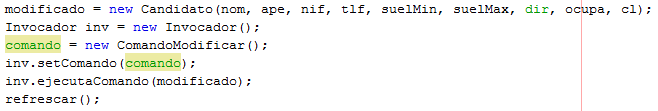 modificado = new Candidato(nom, ape, nif, tlf, suelMin, suelMax, dir, ocupa, cl);
Invocador inv = new Invocador();
comando = new ComandoModificar();
inv.setComando(comando);
inv.ejecutaComando(modificado);
refrescar();